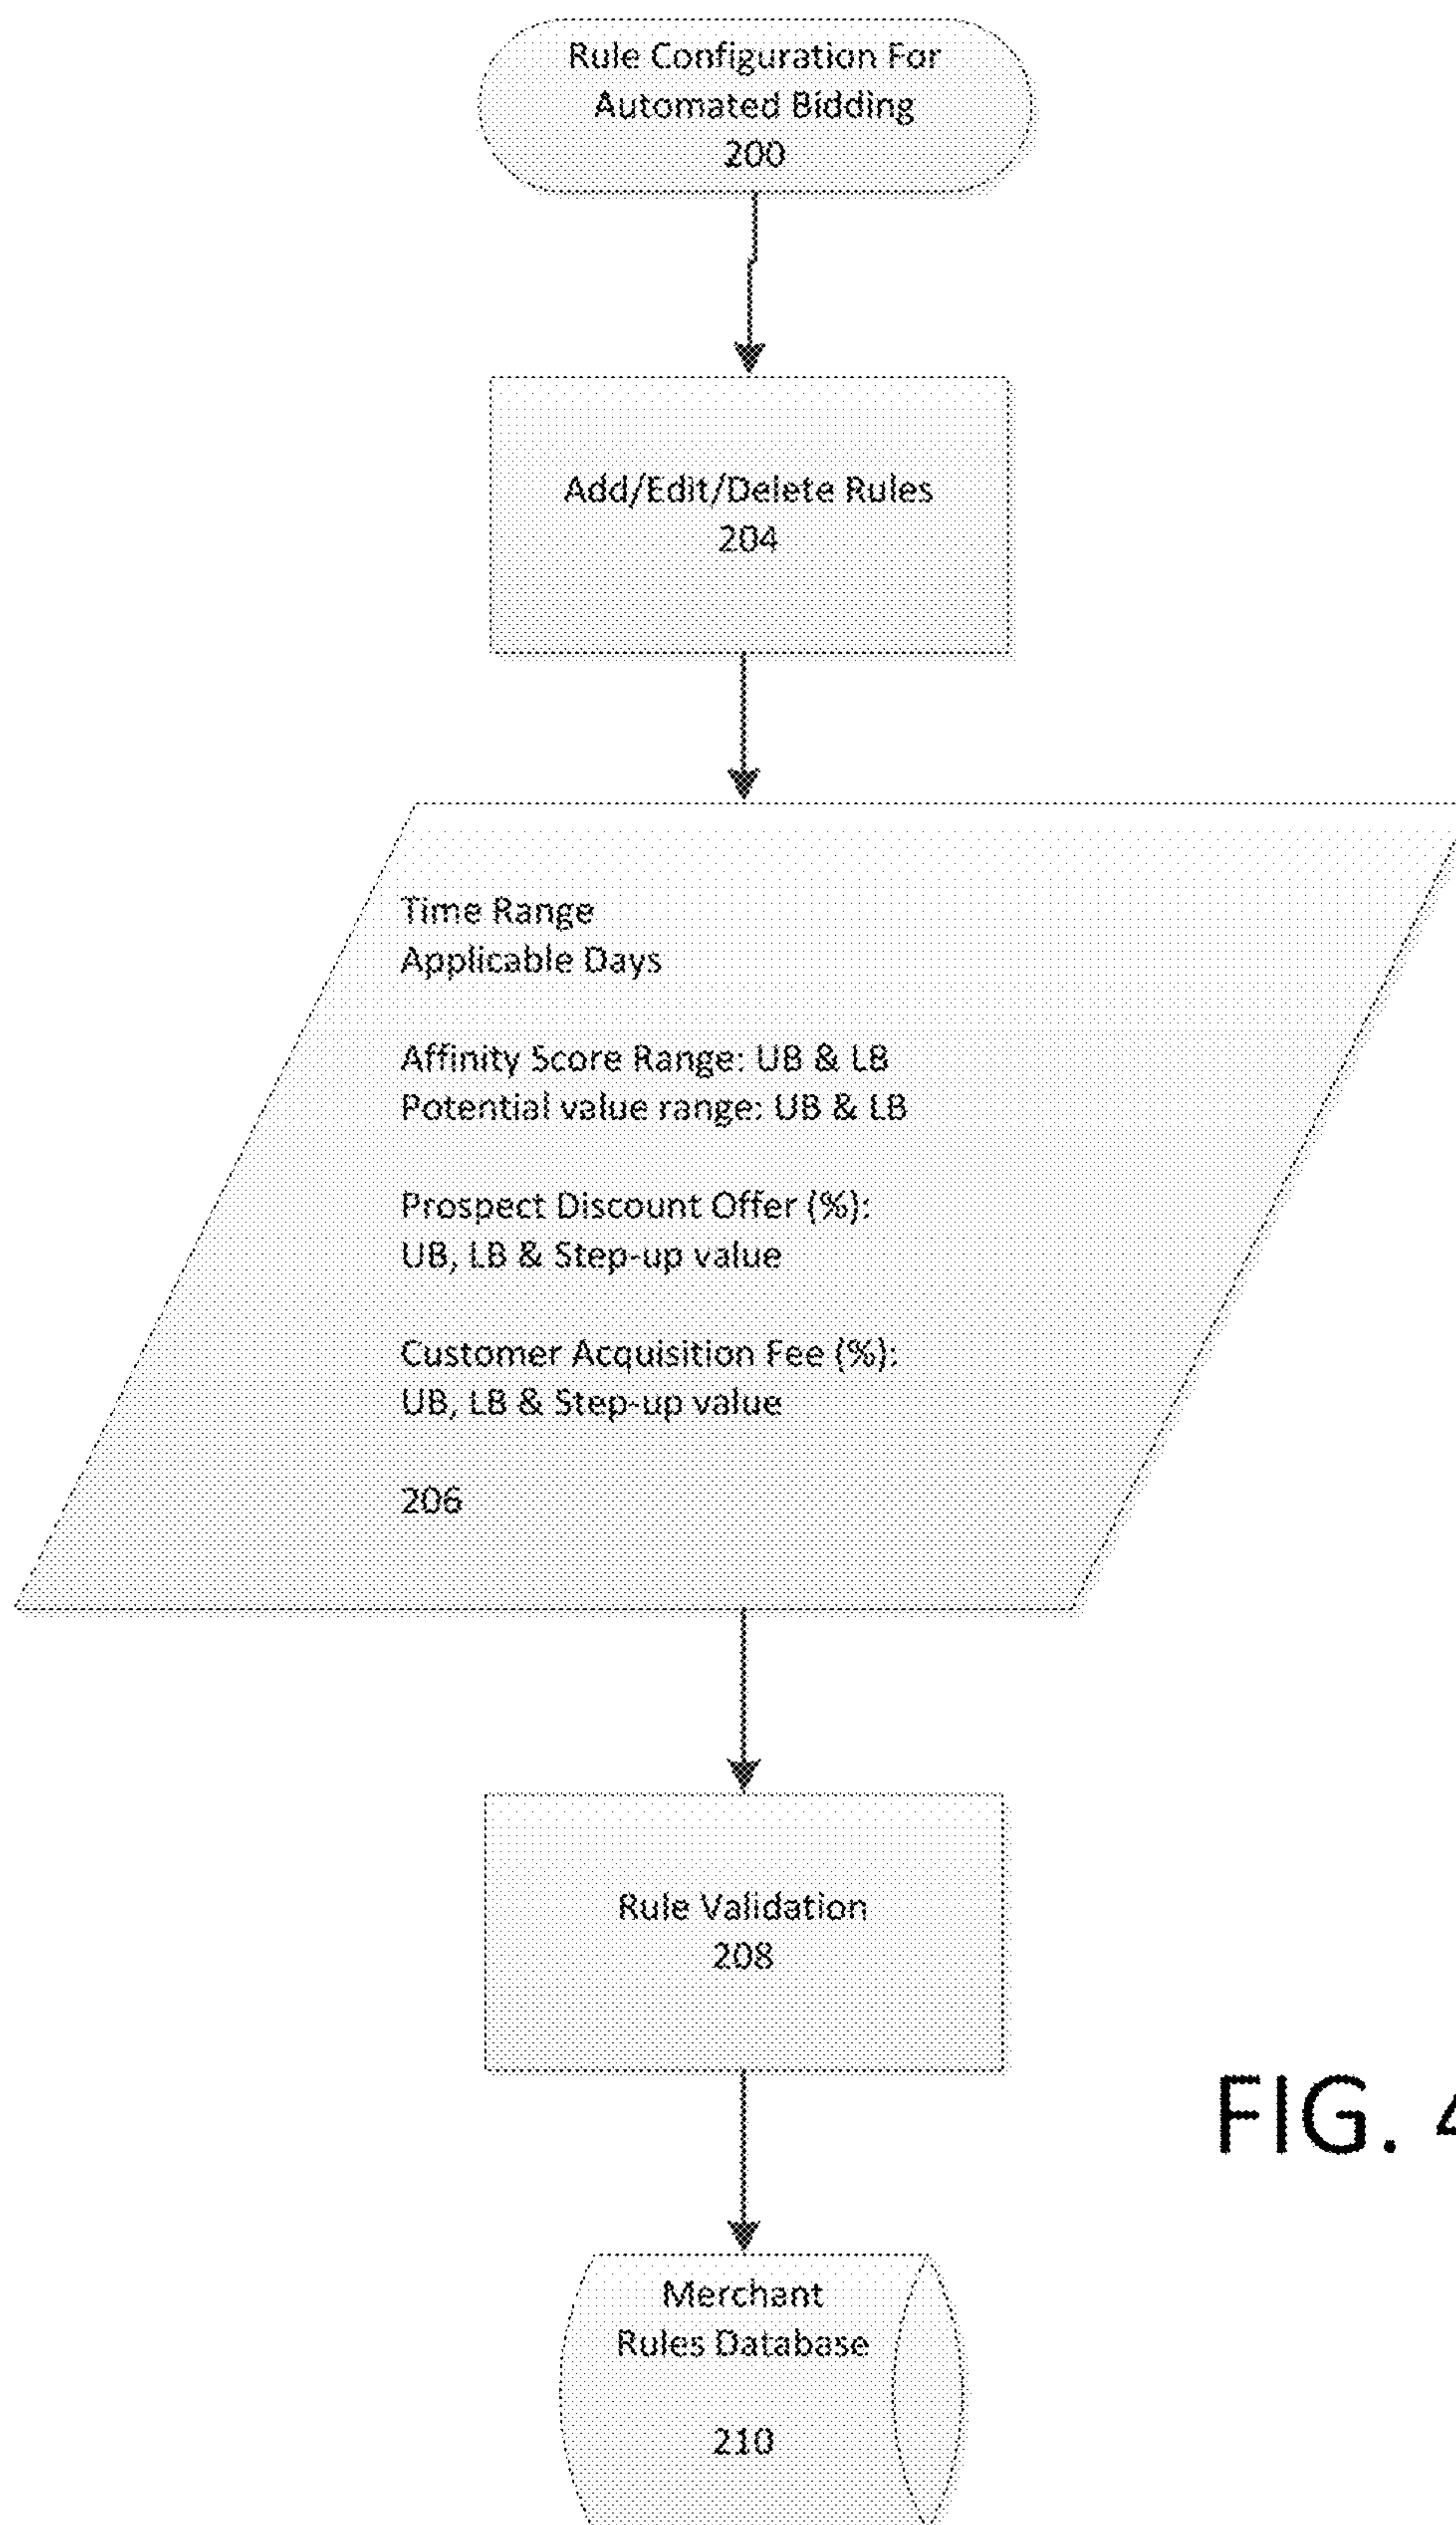 Rule Configuration For
Automated Bidding
200
Add/Edit/Delete Rules
204
Time Range
Applicable Days
Affinity Score Range: UB & LB
Potential value range: UB & LB
Prospect Discount Offer (%):
UB, LB & Step-up value
Customer Acquisition Fee (%):
UB, LB & Step-up value
206
Rule Validation
208
FIG. 4
Merchant
Rules Database
210